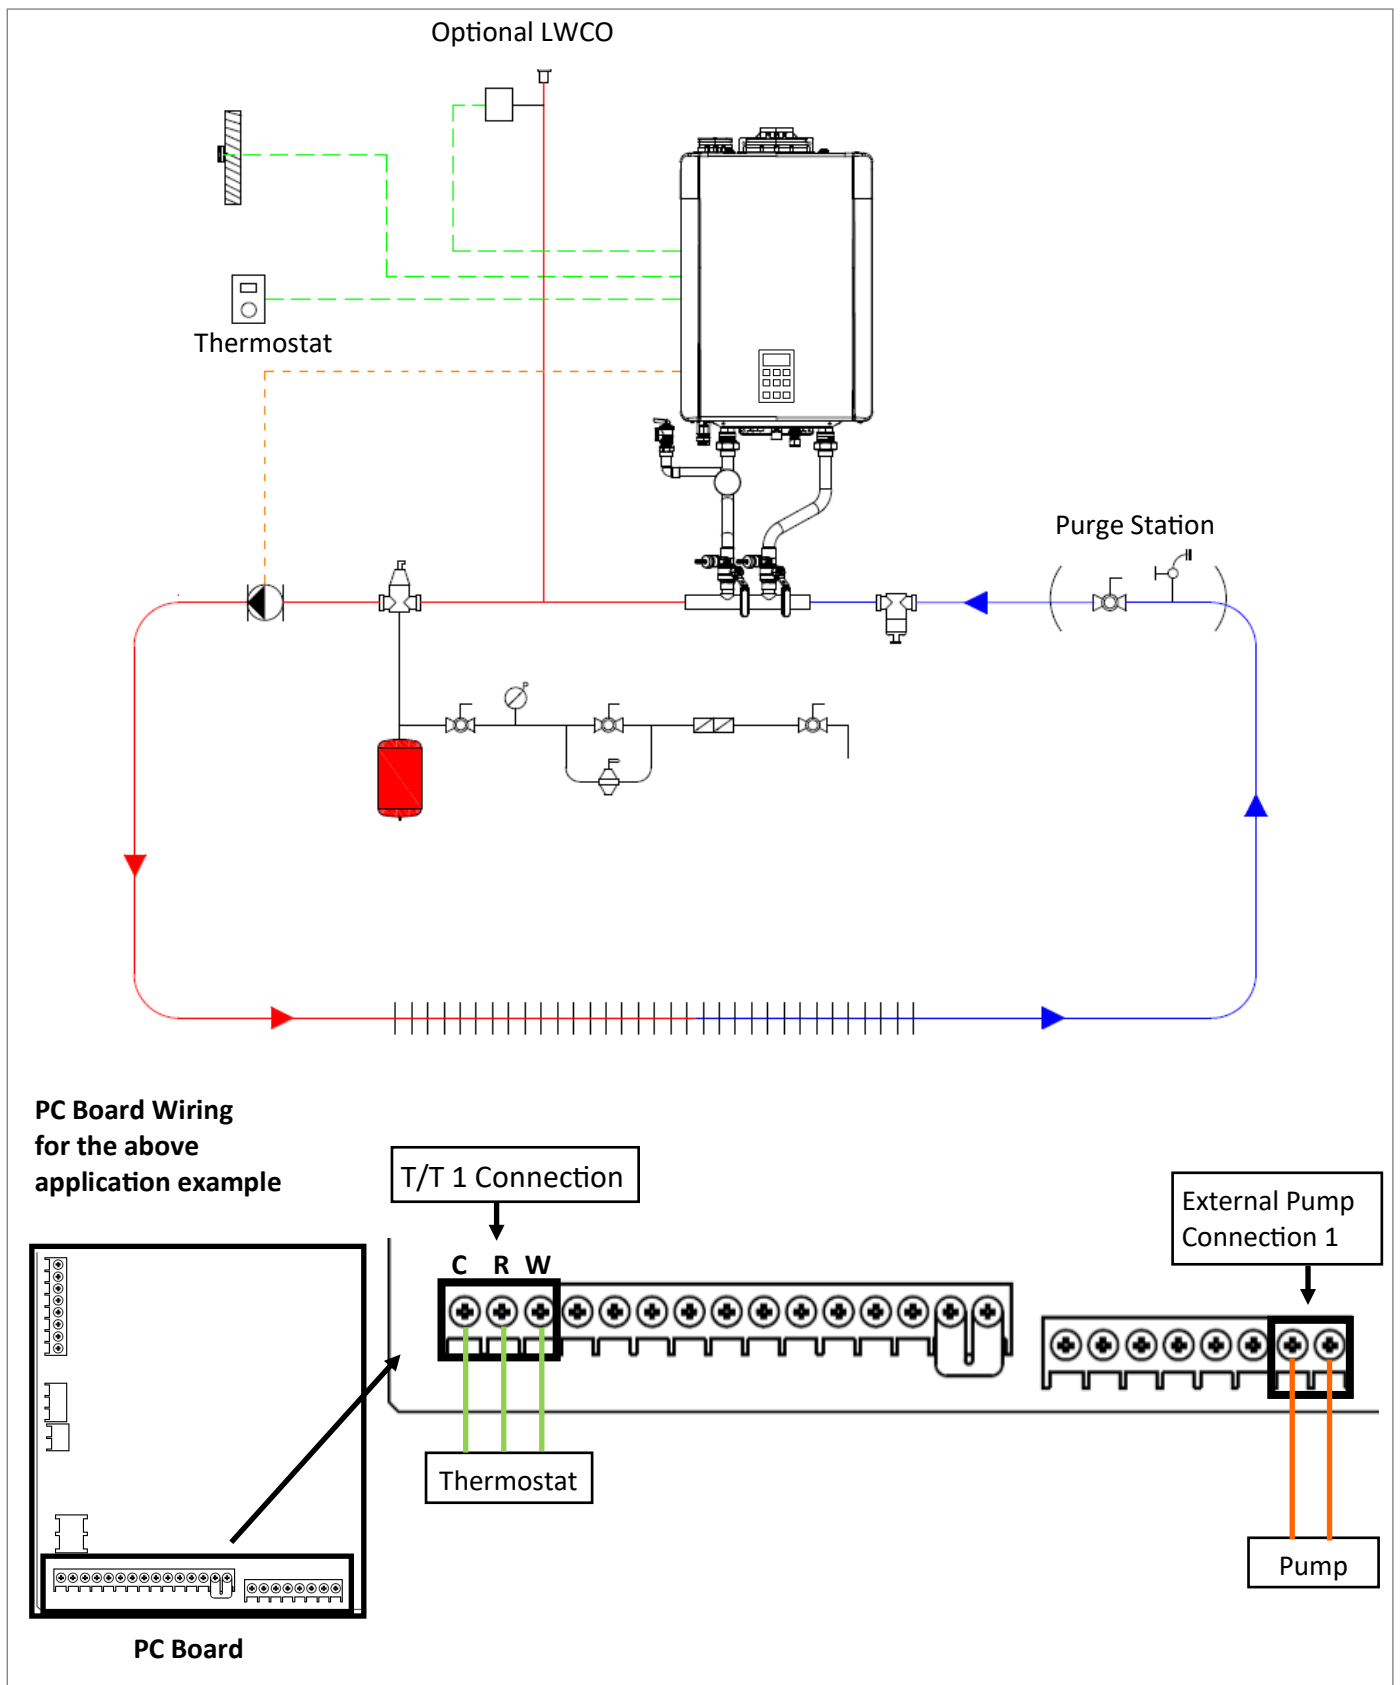 Optional LWCO
Thermostat
Purge Station
PC Board Wiring
for the above
application example
T/T 1 Connection
External Pump
Connection 1
C R W
Thermostat
Pump
PC Board